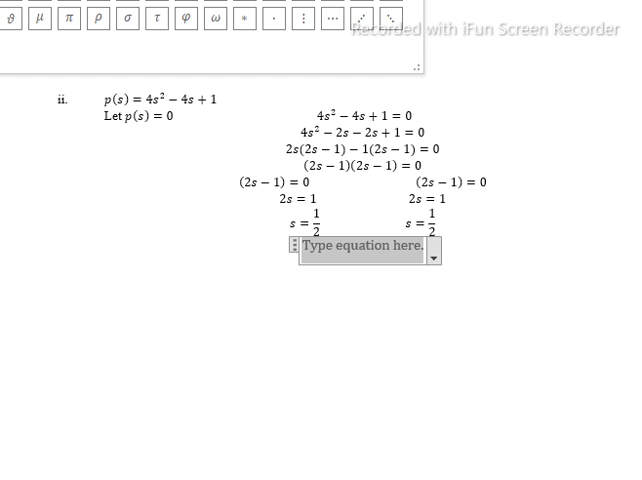 ϑ μ π ρ σ τ φ ω ∗ ∙ ⋮ ⋯ ⋰ ⋱
Recorded with iFun Screen Recorder
ii. p(s) = 4s² − 4s + 1
Let p(s) = 0
4s² − 4s + 1 = 0
4s² − 2s − 2s + 1 = 0
2s(2s − 1) − 1(2s − 1) = 0
(2s − 1)(2s − 1) = 0
(2s − 1) = 0 (2s − 1) = 0
2s = 1 2s = 1
s = 1/2 s = 1/2
Type equation here.